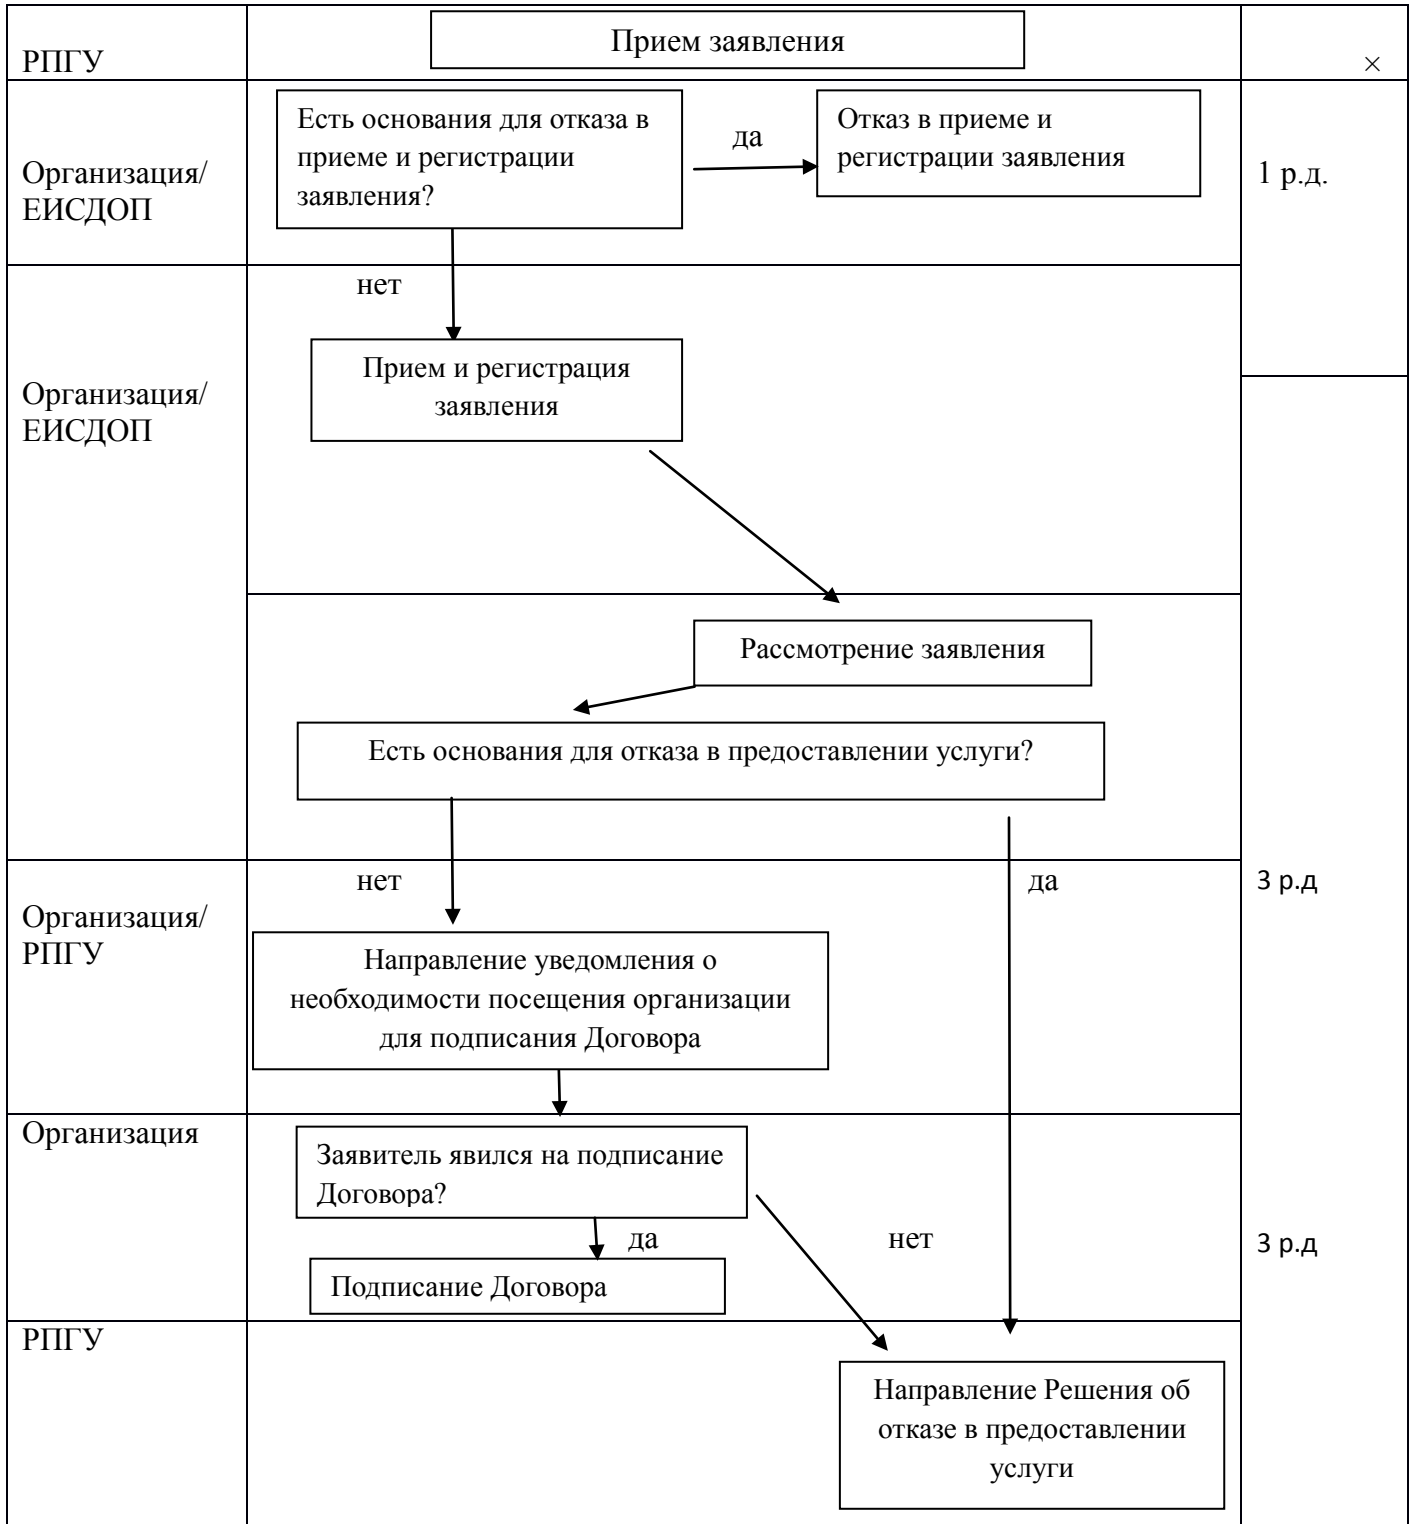 Прием заявления
РПГУ
×
Есть основания для отказа в
приеме и регистрации
заявления?
да
Отказ в приеме и
регистрации заявления
Организация/
ЕИСДОП
1 р.д.
нет
Прием и регистрация
заявления
Организация/
ЕИСДОП
Рассмотрение заявления
Есть основания для отказа в предоставлении услуги?
нет
да
3 р.д
Организация/
РПГУ
Направление уведомления о
необходимости посещения организации
для подписания Договора
Организация
Заявитель явился на подписание
Договора?
да
нет
3 р.д
Подписание Договора
РПГУ
Направление Решения об
отказе в предоставлении
услуги